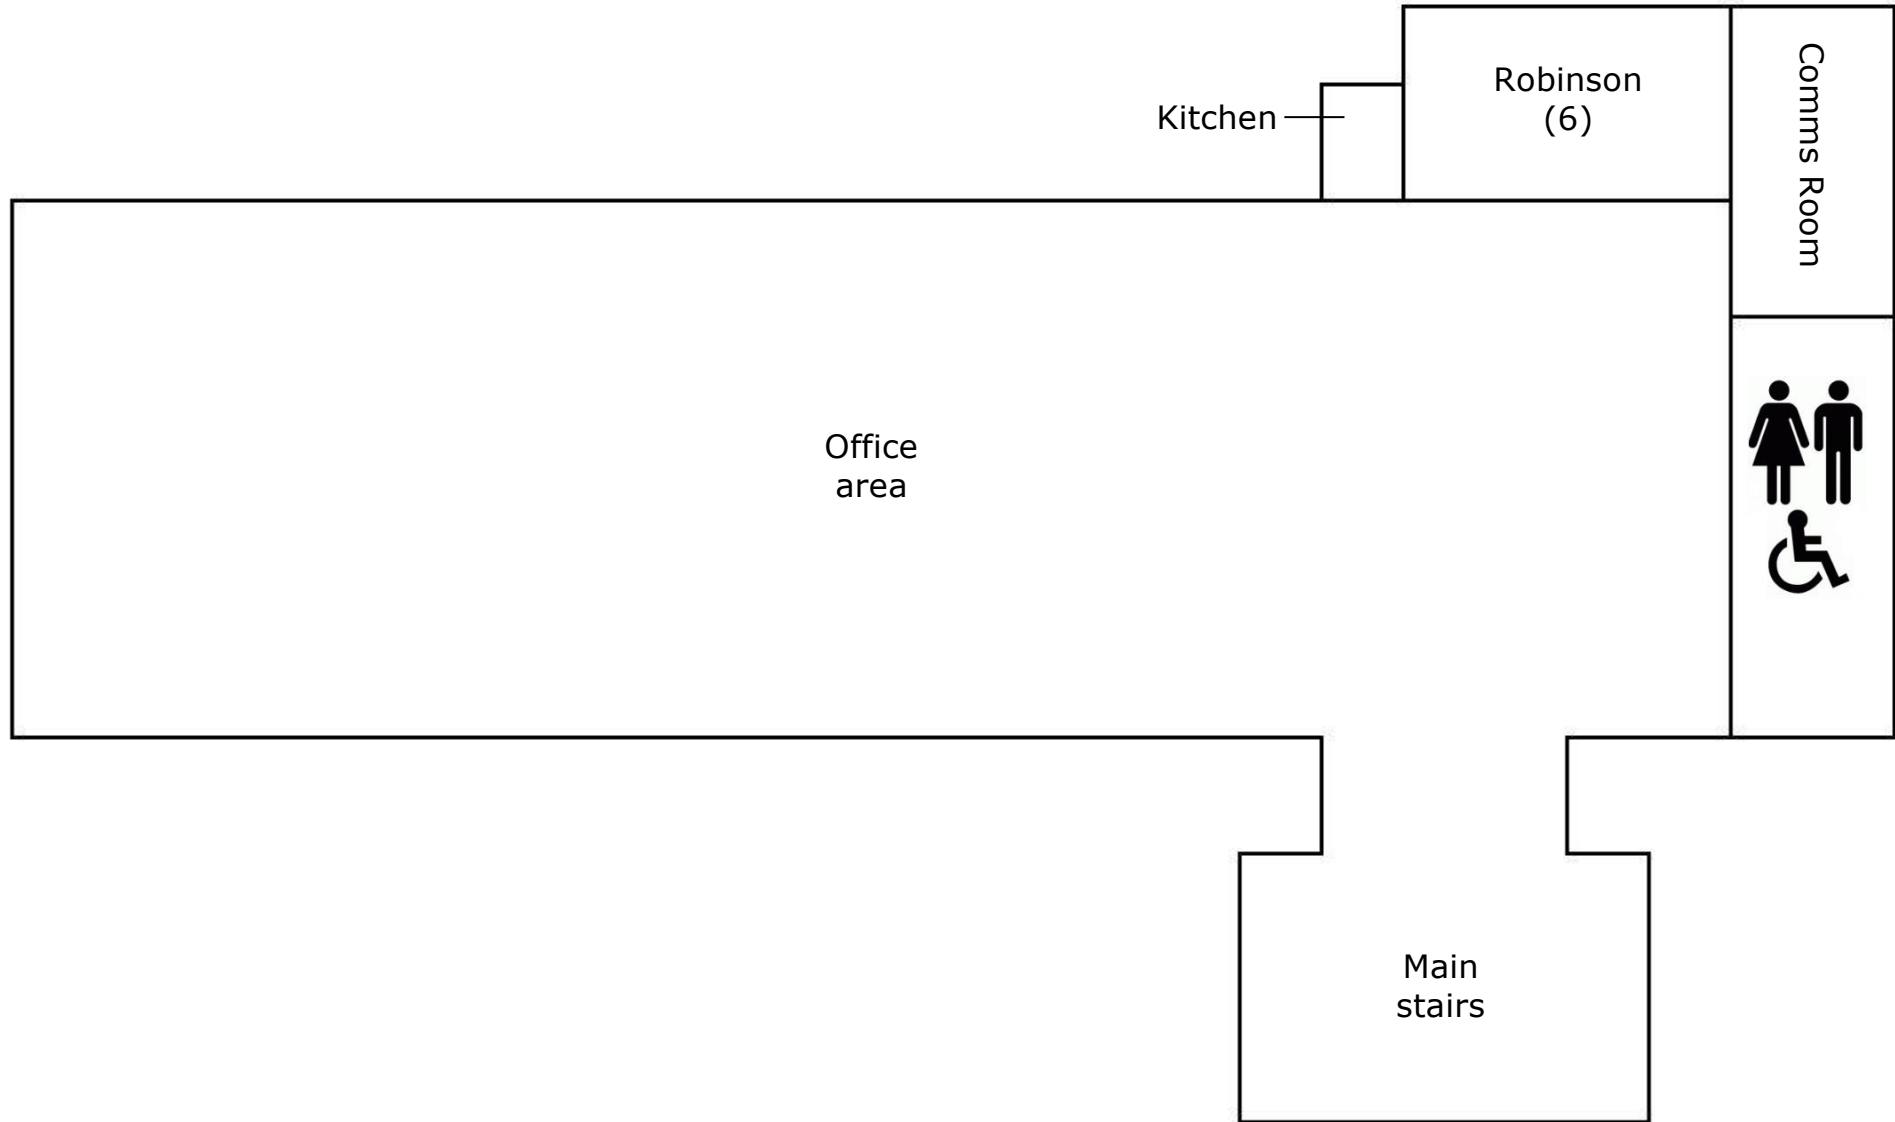 Robinson
(6)
Comms Room
Kitchen
Office
area
Main
stairs